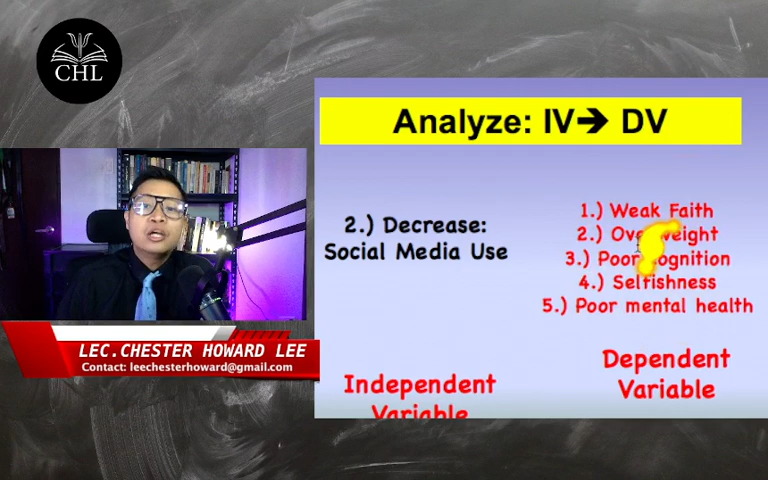 CHL
Analyze: IV➔ DV
2.) Decrease:
Social Media Use
1.) Weak Faith
2.) Overweight
3.) Poor Cognition
4.) Selfishness
5.) Poor mental health
Independent
Variable
Dependent
Variable
LEC.CHESTER HOWARD LEE
Contact: leechesterhoward@gmail.com